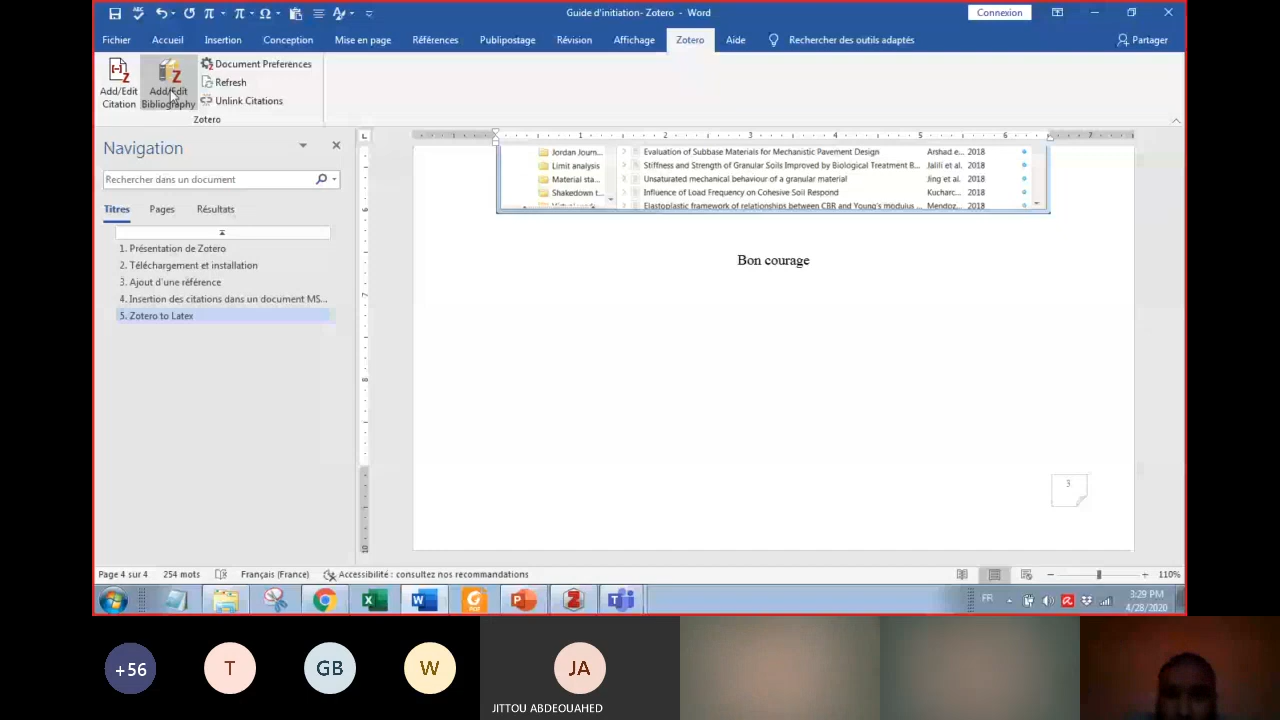 Guide d'initiation- Zotero - Word
Connexion
Fichier Accueil Insertion Conception Mise en page Références Publipostage Révision Affichage Zotero Aide Rechercher des outils adaptés Partager
Add/Edit Citation
Add/Edit Bibliography
Document Preferences
Refresh
Unlink Citations
Zotero
Navigation
Rechercher dans un document
Titres Pages Résultats
1. Présentation de Zotero
2. Téléchargement et installation
3. Ajout d'une référence
4. Insertion des citations dans un document MS...
5. Zotero to Latex
1 2 3 4 5 6 7
Jordan Journ... Evaluation of Subbase Materials for Mechanistic Pavement Design Arshad e... 2018
Limit analysis Stiffness and Strength of Granular Soils Improved by Biological Treatment B... Jalili et al. 2018
Material sta... Unsaturated mechanical behaviour of a granular material Jing et al. 2018
Shakedown t... Influence of Load Frequency on Cohesive Soil Respond Kucharc... 2018
Elastoplastic framework of relationships between CBR and Young's modulus ... Mendoz... 2018
Bon courage
3
Page 4 sur 4 254 mots Français (France) Accessibilité : consultez nos recommandations 110%
FR
3:29 PM
4/28/2020
+56 T GB W JA
JITTOU ABDEOUAHED